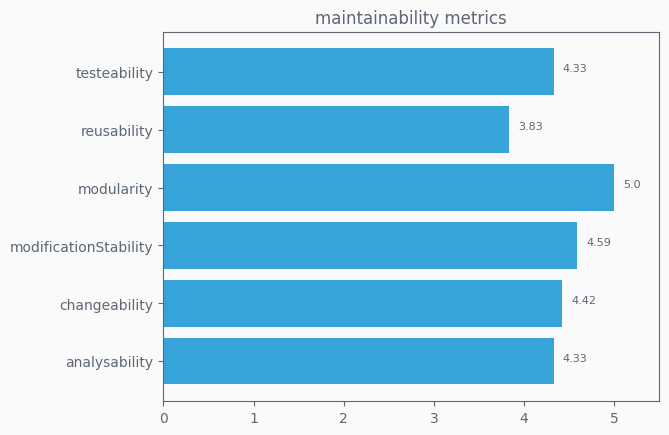 maintainability metrics
testeability 4.33
reusability 3.83
modularity 5.0
modificationStability 4.59
changeability 4.42
analysability 4.33
0 1 2 3 4 5